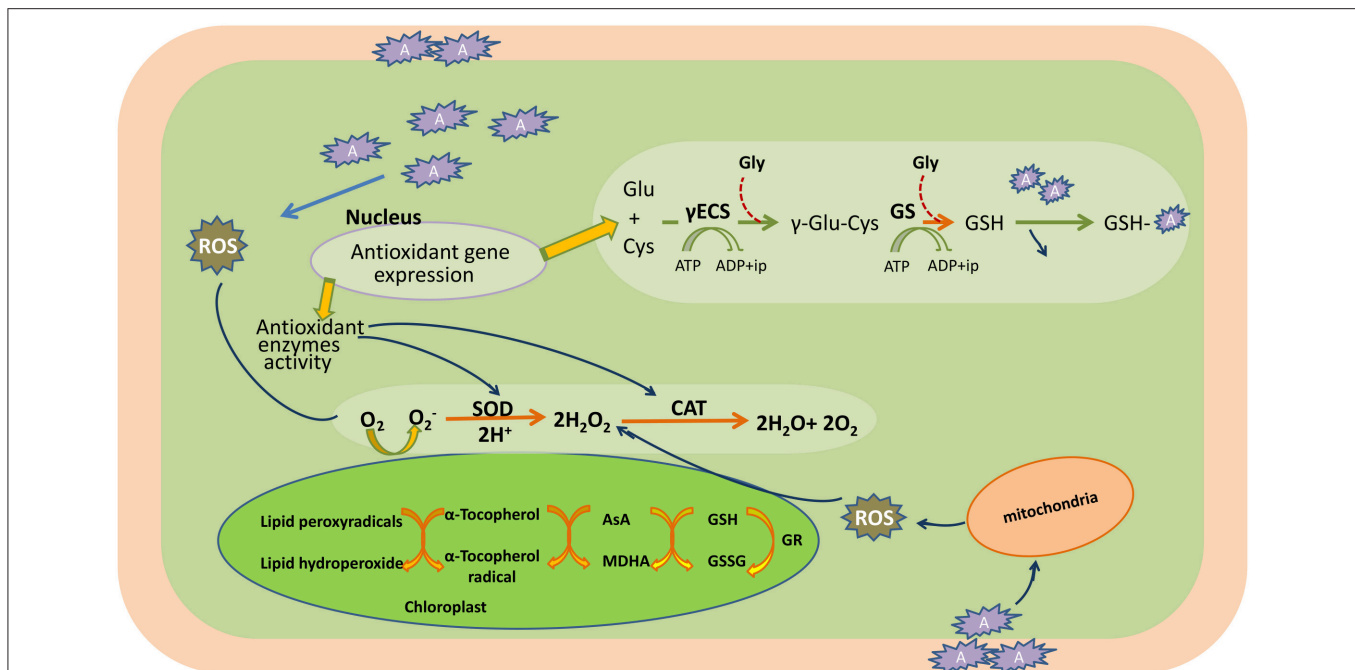 A A
A
A
A
A
Gly
Gly
A
A
Glu
+
Cys
γECS
γ-Glu-Cys
GS
GSH
GSH-
A
ATP
ADP+ip
ATP
ADP+ip
Nucleus
Antioxidant gene
expression
ROS
Antioxidant
enzymes
activity
O₂
O₂⁻
SOD
2H⁺
2H₂O₂
CAT
2H₂O+ 2O₂
Lipid peroxyradicals
α-Tocopherol
AsA
GSH
GR
Lipid hydroperoxide
α-Tocopherol
radical
MDHA
GSSG
Chloroplast
ROS
mitochondria
A
A A